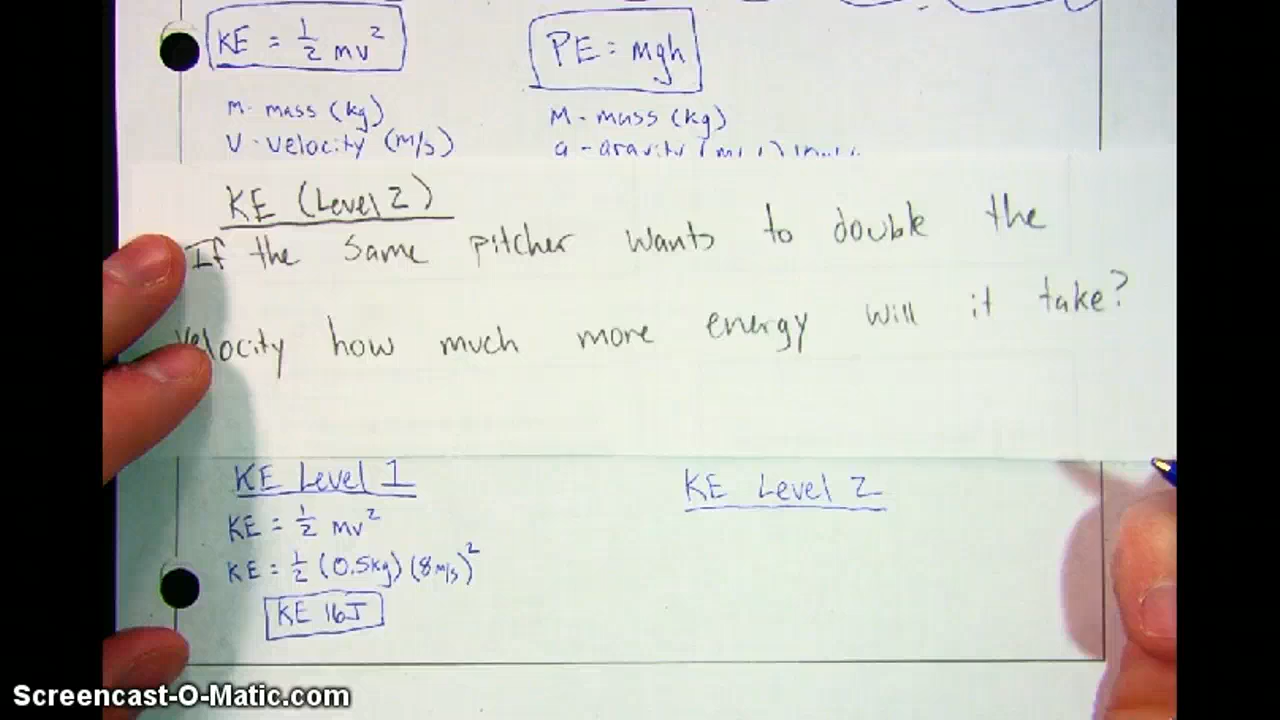 KE = 1/2 mv²
PE = mgh
M - mass (kg)
M - mass (kg)
V - velocity (m/s)
g - gravity
KE (Level 2)
If the same pitcher wants to double the
velocity how much more energy will it take?
KE Level 1
KE Level 2
KE = 1/2 mv²
KE = 1/2 (0.5kg) (8m/s)²
KE 16J
Screencast-O-Matic.com